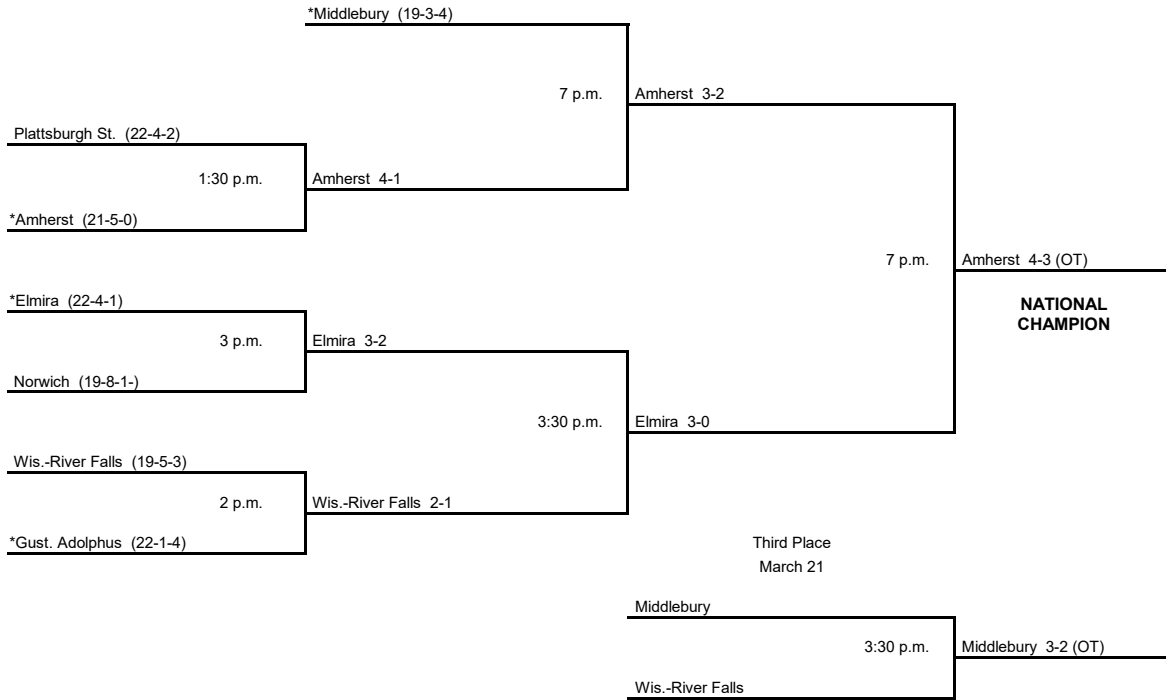 *Middlebury (19-3-4)
7 p.m.
Amherst 3-2
Plattsburgh St. (22-4-2)
1:30 p.m.
Amherst 4-1
*Amherst (21-5-0)
7 p.m.
Amherst 4-3 (OT)
*Elmira (22-4-1)
NATIONAL
CHAMPION
3 p.m.
Elmira 3-2
Norwich (19-8-1-)
3:30 p.m.
Elmira 3-0
Wis.-River Falls (19-5-3)
2 p.m.
Wis.-River Falls 2-1
*Gust. Adolphus (22-1-4)
Third Place
March 21
Middlebury
3:30 p.m.
Middlebury 3-2 (OT)
Wis.-River Falls